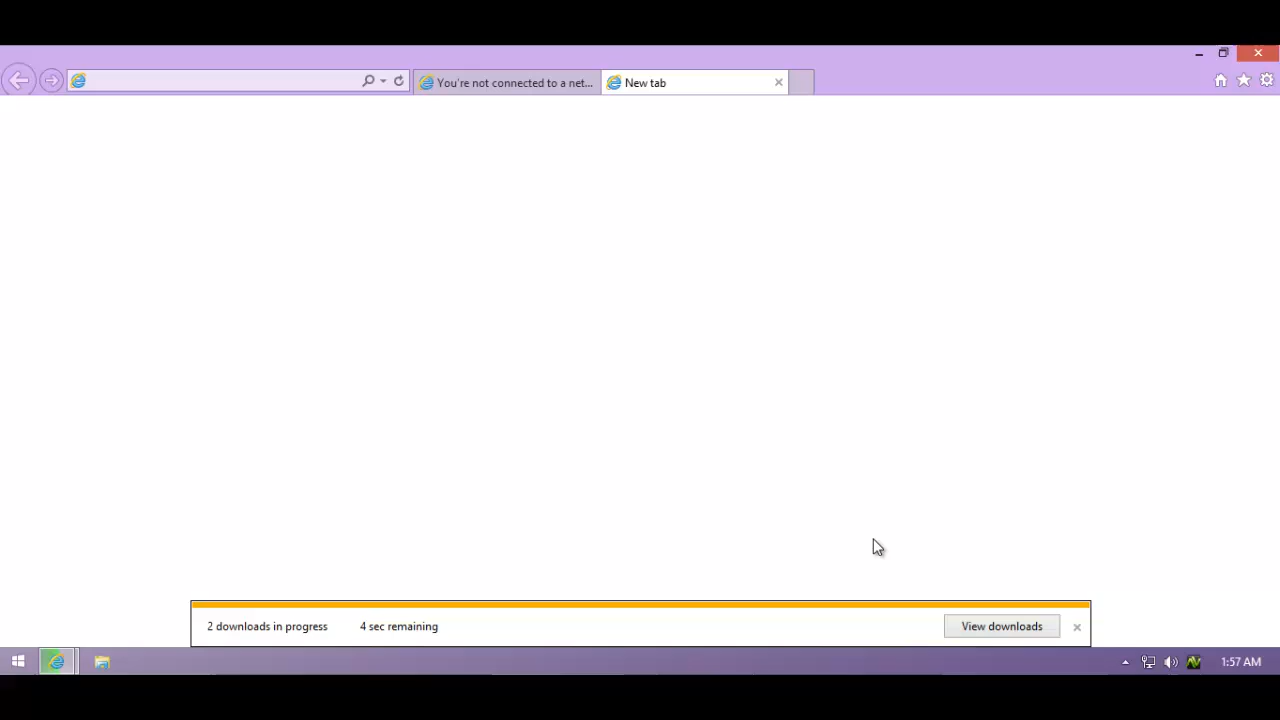 You're not connected to a net...
New tab
2 downloads in progress
4 sec remaining
View downloads
1:57 AM